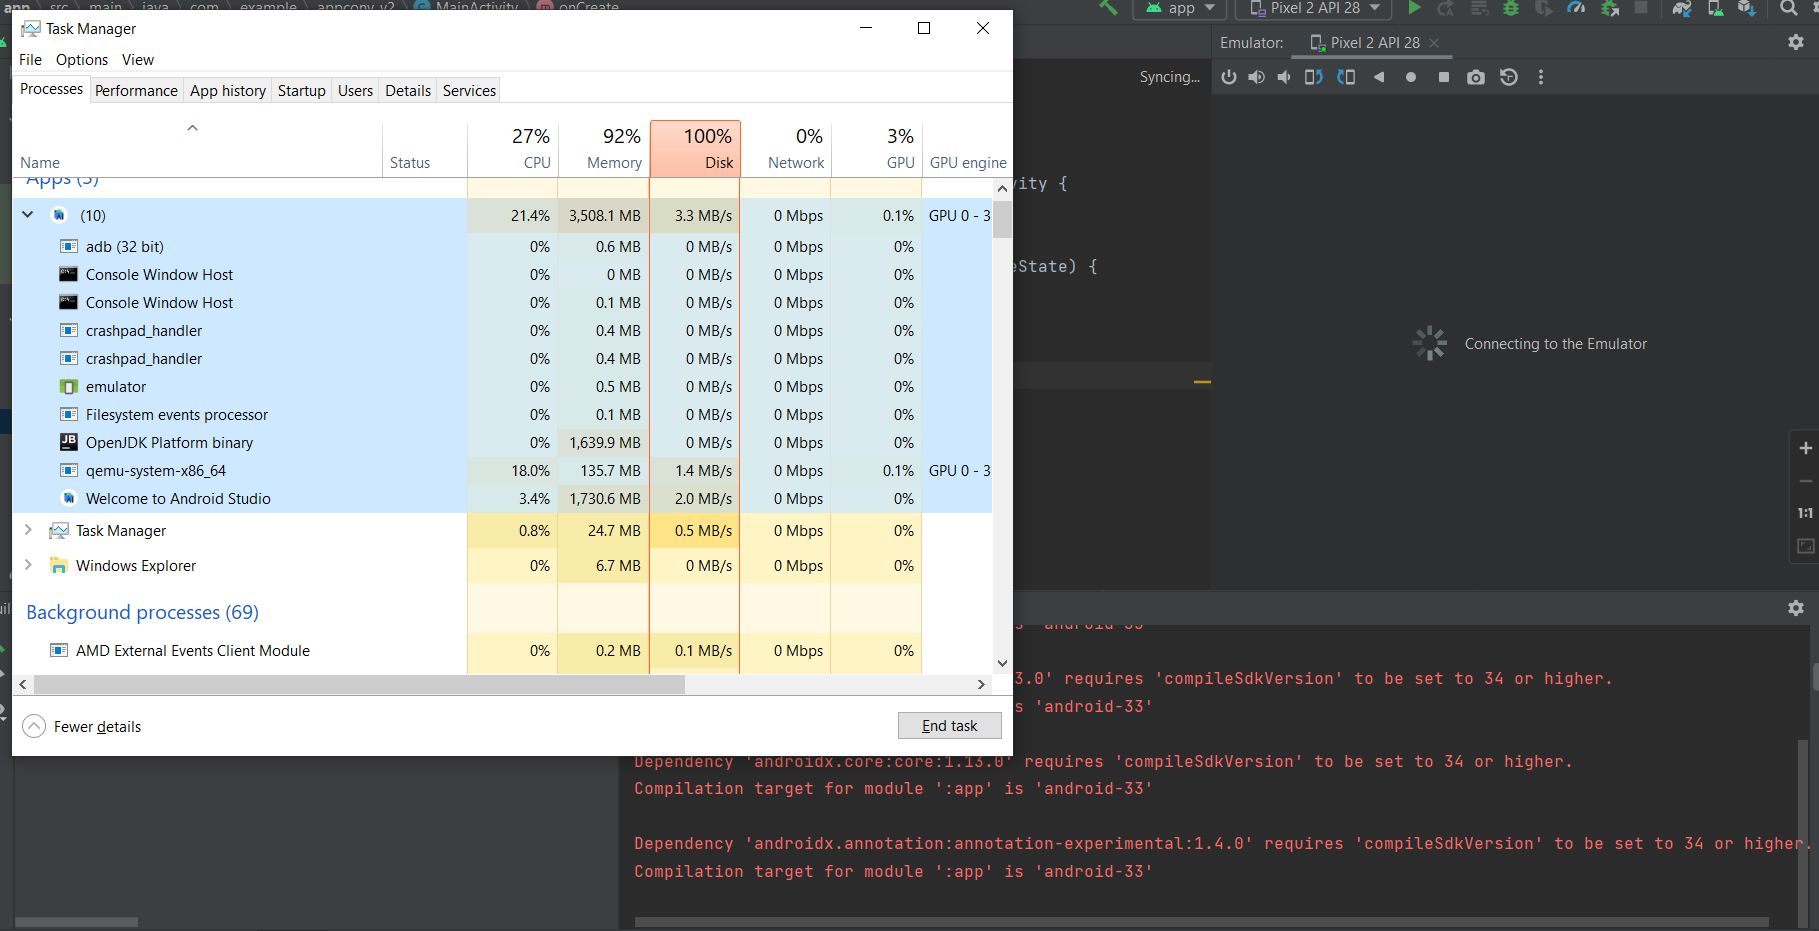 app src main java com example appconv_v2 MainActivity onCreate
app Pixel 2 API 28
Task Manager
File Options View
Processes Performance App history Startup Users Details Services
27% 92% 100% 0% 3%
Name Status CPU Memory Disk Network GPU GPU engine
Apps (3)
(10) 21.4% 3,508.1 MB 3.3 MB/s 0 Mbps 0.1% GPU 0 - 3
adb (32 bit) 0% 0.6 MB 0 MB/s 0 Mbps 0%
Console Window Host 0% 0 MB 0 MB/s 0 Mbps 0%
Console Window Host 0% 0.1 MB 0 MB/s 0 Mbps 0%
crashpad_handler 0% 0.4 MB 0 MB/s 0 Mbps 0%
crashpad_handler 0% 0.4 MB 0 MB/s 0 Mbps 0%
emulator 0% 0.5 MB 0 MB/s 0 Mbps 0%
Filesystem events processor 0% 0.1 MB 0 MB/s 0 Mbps 0%
OpenJDK Platform binary 0% 1,639.9 MB 0 MB/s 0 Mbps 0%
qemu-system-x86_64 18.0% 135.7 MB 1.4 MB/s 0 Mbps 0.1% GPU 0 - 3
Welcome to Android Studio 3.4% 1,730.6 MB 2.0 MB/s 0 Mbps 0%
Task Manager 0.8% 24.7 MB 0.5 MB/s 0 Mbps 0%
Windows Explorer 0% 6.7 MB 0 MB/s 0 Mbps 0%
Background processes (69)
AMD External Events Client Module 0% 0.2 MB 0.1 MB/s 0 Mbps 0%
Fewer details
End task
Emulator: Pixel 2 API 28
Syncing...
vity {
eState) {
Connecting to the Emulator
1:1
s 'android-33'
3.0' requires 'compileSdkVersion' to be set to 34 or higher.
s 'android-33'
Dependency 'androidx.core:core:1.13.0' requires 'compileSdkVersion' to be set to 34 or higher.
Compilation target for module ':app' is 'android-33'
Dependency 'androidx.annotation:annotation-experimental:1.4.0' requires 'compileSdkVersion' to be set to 34 or higher.
Compilation target for module ':app' is 'android-33'